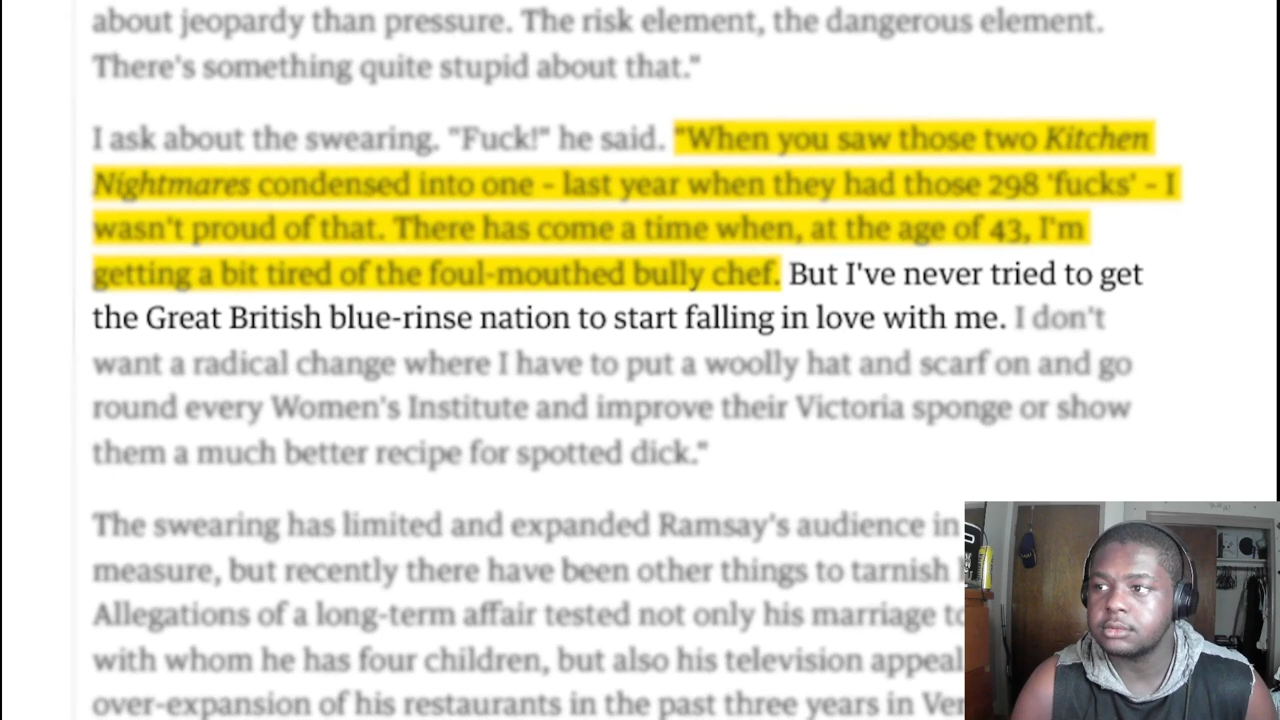 about jeopardy than pressure. The risk element, the dangerous element.
There's something quite stupid about that."
I ask about the swearing. "Fuck!" he said. "When you saw those two Kitchen
Nightmares condensed into one – last year when they had those 298 'fucks' – I
wasn't proud of that. There has come a time when, at the age of 43, I'm
getting a bit tired of the foul-mouthed bully chef. But I've never tried to get
the Great British blue-rinse nation to start falling in love with me. I don't
want a radical change where I have to put a woolly hat and scarf on and go
round every Women's Institute and improve their Victoria sponge or show
them a much better recipe for spotted dick."
The swearing has limited and expanded Ramsay's audience in
measure, but recently there have been other things to tarnish
Allegations of a long-term affair tested not only his marriage
with whom he has four children, but also his television appeal
over-expansion of his restaurants in the past three years in